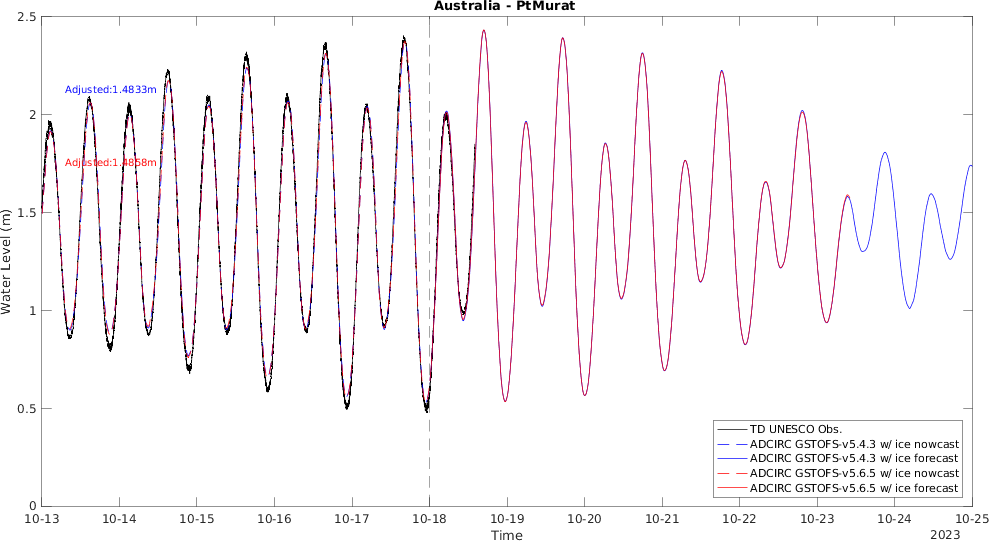 Australia - PtMurat
Water Level (m)
2.5
2
1.5
1
0.5
0
Adjusted:1.4833m
Adjusted:1.4858m
TD UNESCO Obs.
ADCIRC GSTOFS-v5.4.3 w/ ice nowcast
ADCIRC GSTOFS-v5.4.3 w/ ice forecast
ADCIRC GSTOFS-v5.6.5 w/ ice nowcast
ADCIRC GSTOFS-v5.6.5 w/ ice forecast
10-13 10-14 10-15 10-16 10-17 10-18 10-19 10-20 10-21 10-22 10-23 10-24 10-25
Time
2023